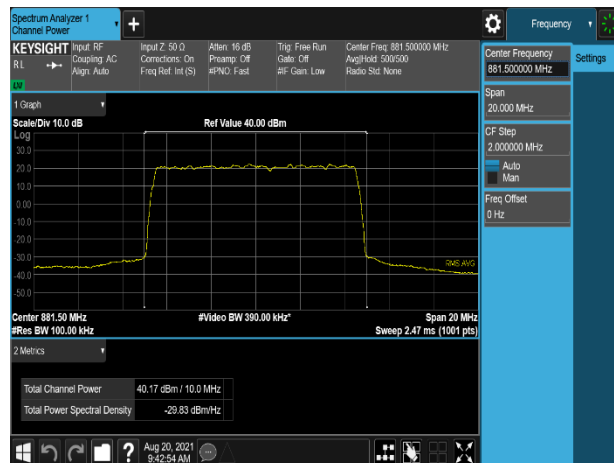 Spectrum Analyzer 1
Channel Power
Frequency
KEYSIGHT
Input: RF
Coupling: AC
Align: Auto
Input Z: 50 Ω
Corrections: On
Freq Ref: Int (S)
Atten: 16 dB
Preamp: Off
#PNO: Fast
Trig: Free Run
Gate: Off
#IF Gain: Low
Center Freq: 881.500000 MHz
Avg|Hold: 500/500
Radio Std: None
R L
LXI
Center Frequency
881.500000 MHz
Settings
Span
20.000 MHz
CF Step
2.000000 MHz
Auto
Man
Freq Offset
0 Hz
1 Graph
Scale/Div 10.0 dB
Ref Value 40.00 dBm
Log
30.0
20.0
10.0
0.00
-10.0
-20.0
-30.0
-40.0
-50.0
RMS AVG
Center 881.50 MHz
#Video BW 390.00 kHz*
Span 20 MHz
#Res BW 100.00 kHz
Sweep 2.47 ms (1001 pts)
2 Metrics
Total Channel Power 40.17 dBm / 10.0 MHz
Total Power Spectral Density -29.83 dBm/Hz
?
Aug 20, 2021
9:42:54 AM